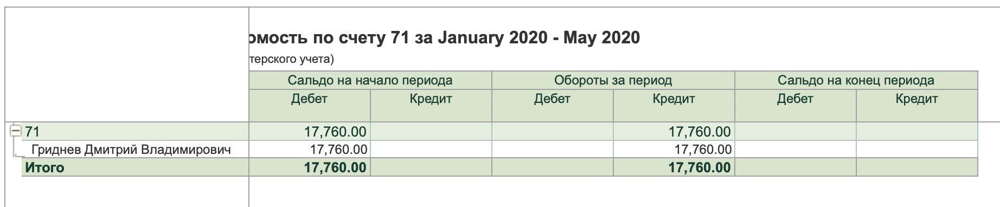 омость по счету 71 за January 2020 - May 2020
терского учета)
Сальдо на начало периода Обороты за период Сальдо на конец периода
Дебет Кредит Дебет Кредит Дебет Кредит
71 17,760.00 17,760.00
Гриднев Дмитрий Владимирович 17,760.00 17,760.00
Итого 17,760.00 17,760.00